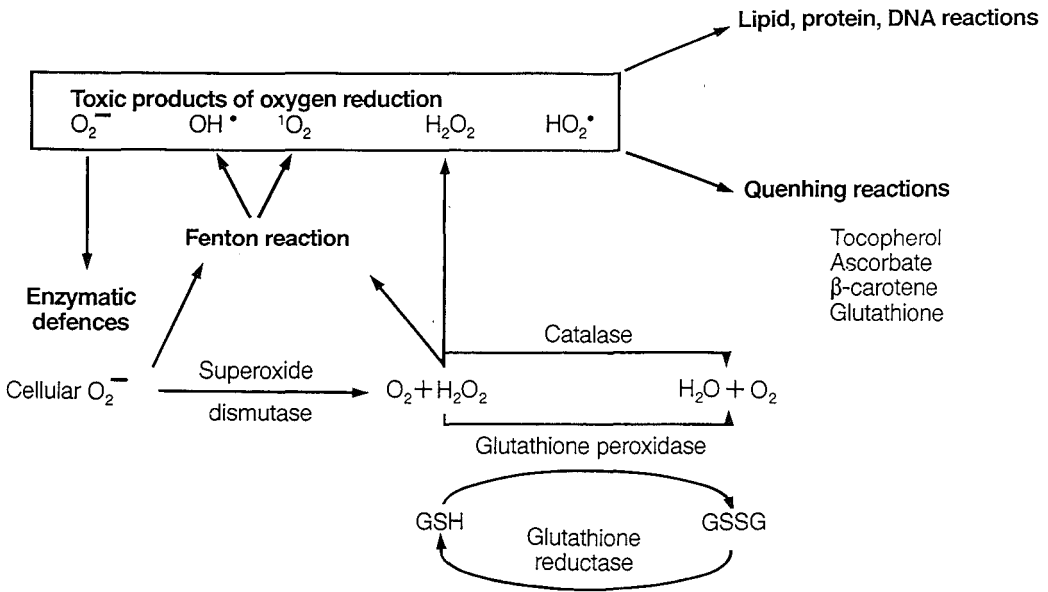 Lipid, protein, DNA reactions
Toxic products of oxygen reduction
O₂⁻ OH• ¹O₂ H₂O₂ HO₂•
Quenhing reactions
Tocopherol
Ascorbate
β-carotene
Glutathione
Fenton reaction
Enzymatic
defences
Catalase
Cellular O₂⁻
Superoxide
dismutase
O₂ + H₂O₂
H₂O + O₂
Glutathione peroxidase
GSH
GSSG
Glutathione
reductase